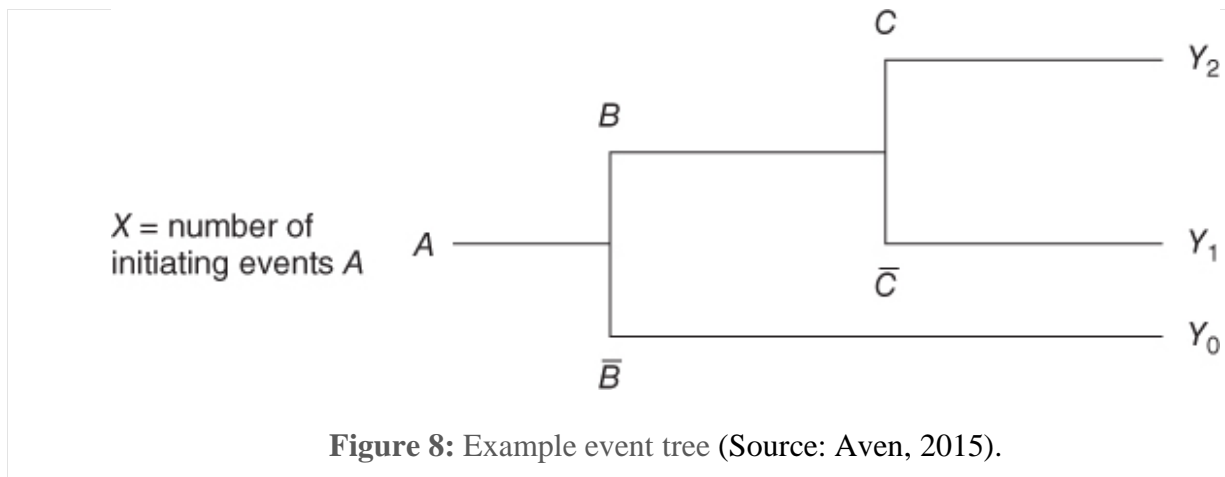 C
Y₂
B
X = number of
initiating events A
A
Y₁
C̅
Y₀
B̅
Figure 8: Example event tree (Source: Aven, 2015).